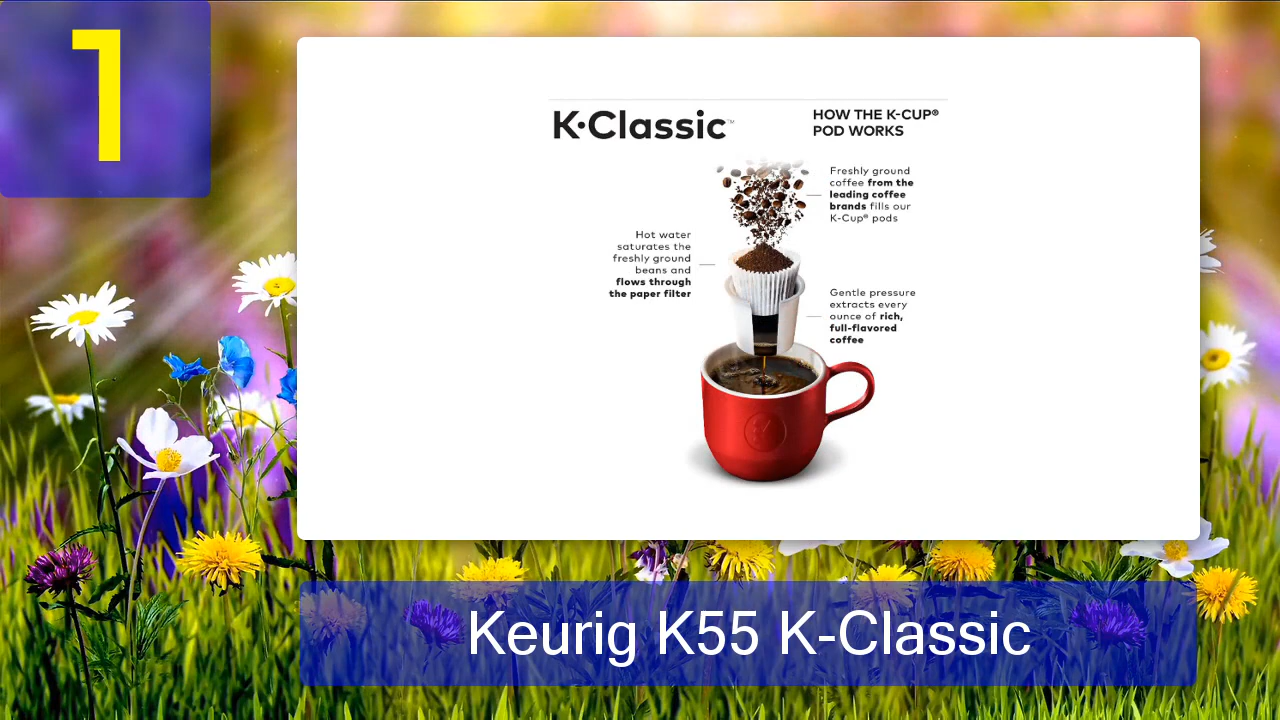 1
K•Classic™
HOW THE K-CUP®
POD WORKS
Freshly ground
coffee from the
leading coffee
brands fills our
K-Cup® pods
Hot water
saturates the
freshly ground
beans and
flows through
the paper filter
Gentle pressure
extracts every
ounce of rich,
full-flavored
coffee
Keurig K55 K-Classic